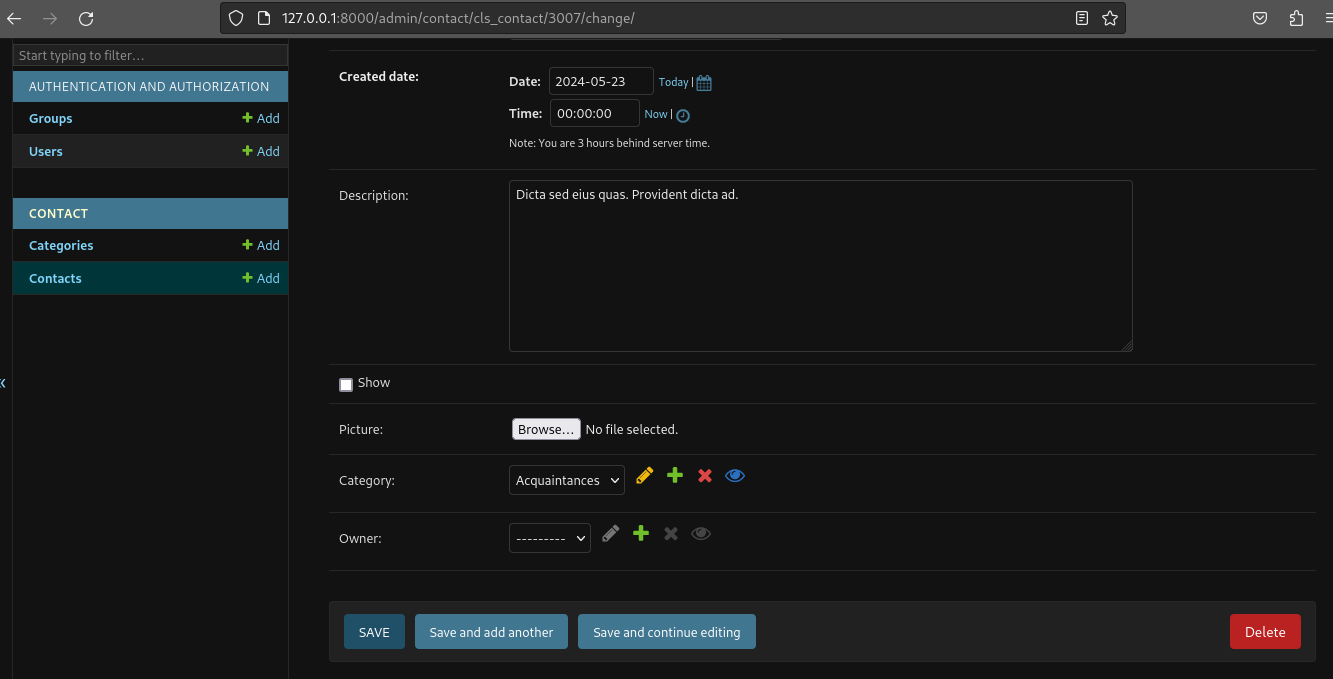 127.0.0.1:8000/admin/contact/cls_contact/3007/change/
Start typing to filter…
AUTHENTICATION AND AUTHORIZATION
Groups Add
Users Add
CONTACT
Categories Add
Contacts Add
«
Created date:
Date: 2024-05-23 Today |
Time: 00:00:00 Now |
Note: You are 3 hours behind server time.
Description:
Dicta sed eius quas. Provident dicta ad.
Show
Picture: Browse… No file selected.
Category: Acquaintances
Owner: ---------
SAVE Save and add another Save and continue editing Delete